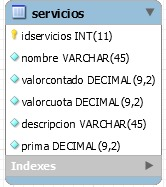 servicios
idservicios INT(11)
nombre VARCHAR(45)
valorcontado DECIMAL(9,2)
valorcuota DECIMAL(9,2)
descripcion VARCHAR(45)
prima DECIMAL(9,2)
Indexes